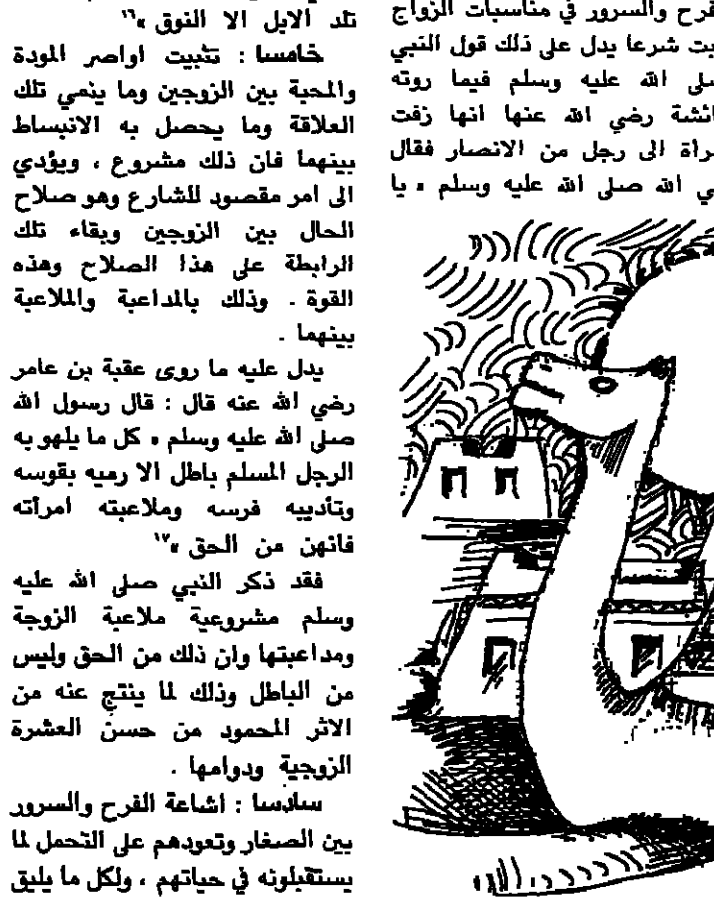 فرح والسرور في مناسبات الزواج
شرعا يدل على ذلك قول النبي
صلى الله عليه وسلم فيما روته
ئشة رضي الله عنها انها زفت
رأة الى رجل من الانصار فقال
ي الله صلى الله عليه وسلم « يا
تلد الابل الا النوق »١٦
خامسا : تثبيت اواصر المودة
والمحبة بين الزوجين وما ينمي تلك
العلاقة وما يحصل به الانبساط
بينهما فان ذلك مشروع ، ويؤدي
الى امر مقصود للشارع وهو صلاح
الحال بين الزوجين وبقاء تلك
الرابطة على هذا الصلاح وهذه
القوة . وذلك بالمداعبة والملاعبة
بينهما .
يدل عليه ما روى عقبة بن عامر
رضي الله عنه قال : قال رسول الله
صلى الله عليه وسلم « كل ما يلهو به
الرجل المسلم باطل الا رميه بقوسه
وتأديبه فرسه وملاعبته امرأته
فانهن من الحق »١٧
فقد ذكر النبي صلى الله عليه
وسلم مشروعية ملاعبة الزوجة
ومداعبتها وان ذلك من الحق وليس
من الباطل وذلك لما ينتج عنه من
الاثر المحمود من حسن العشرة
الزوجية ودوامها .
سادسا : اشاعة الفرح والسرور
بين الصغار وتعودهم على التحمل لما
يستقبلونه في حياتهم ، ولكل ما يليق